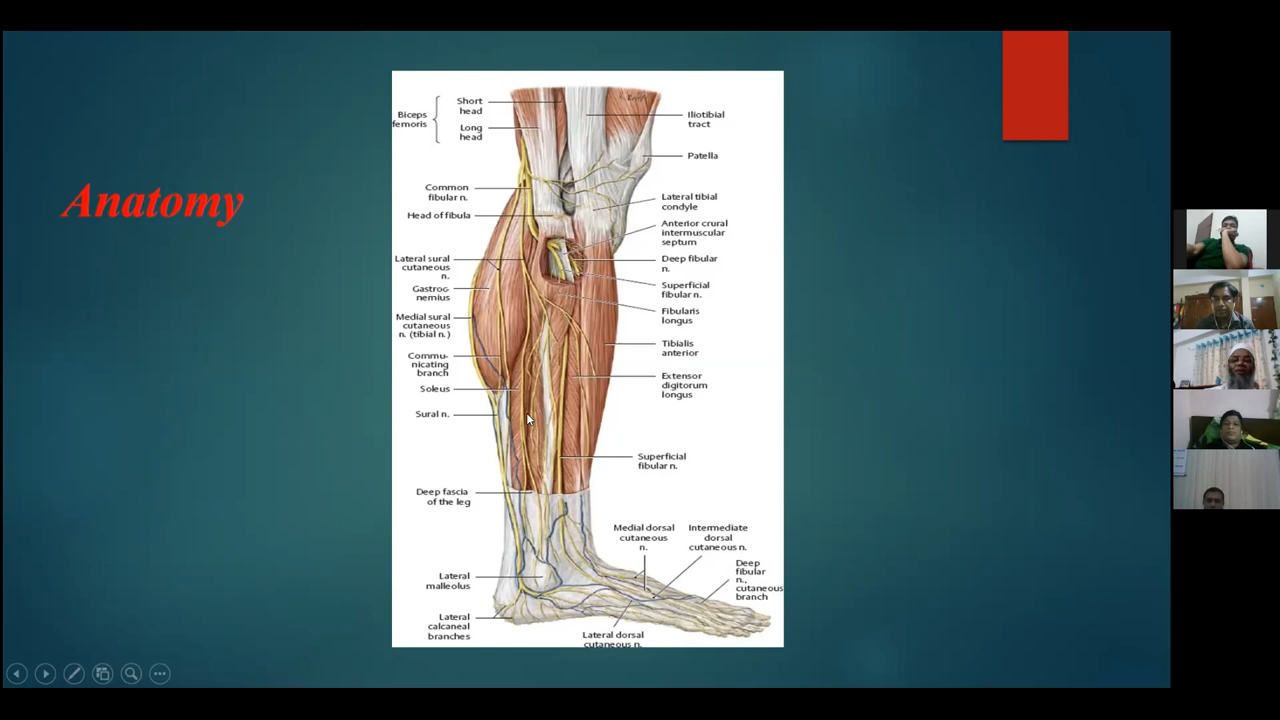 Anatomy
Biceps
femoris
Short
head
Long
head
Common
fibular n.
Head of fibula
Lateral sural
cutaneous
n.
Gastroc-
nemius
Medial sural
cutaneous
n. (tibial n.)
Commu-
nicating
branch
Soleus
Sural n.
Deep fascia
of the leg
Lateral
malleolus
Lateral
calcaneal
branches
Iliotibial
tract
Patella
Lateral tibial
condyle
Anterior crural
intermuscular
septum
Deep fibular
n.
Superficial
fibular n.
Fibularis
longus
Tibialis
anterior
Extensor
digitorum
longus
Superficial
fibular n.
Medial dorsal
cutaneous
n.
Intermediate
dorsal
cutaneous n.
Deep
fibular
n.,
cutaneous
branch
Lateral dorsal
cutaneous n.